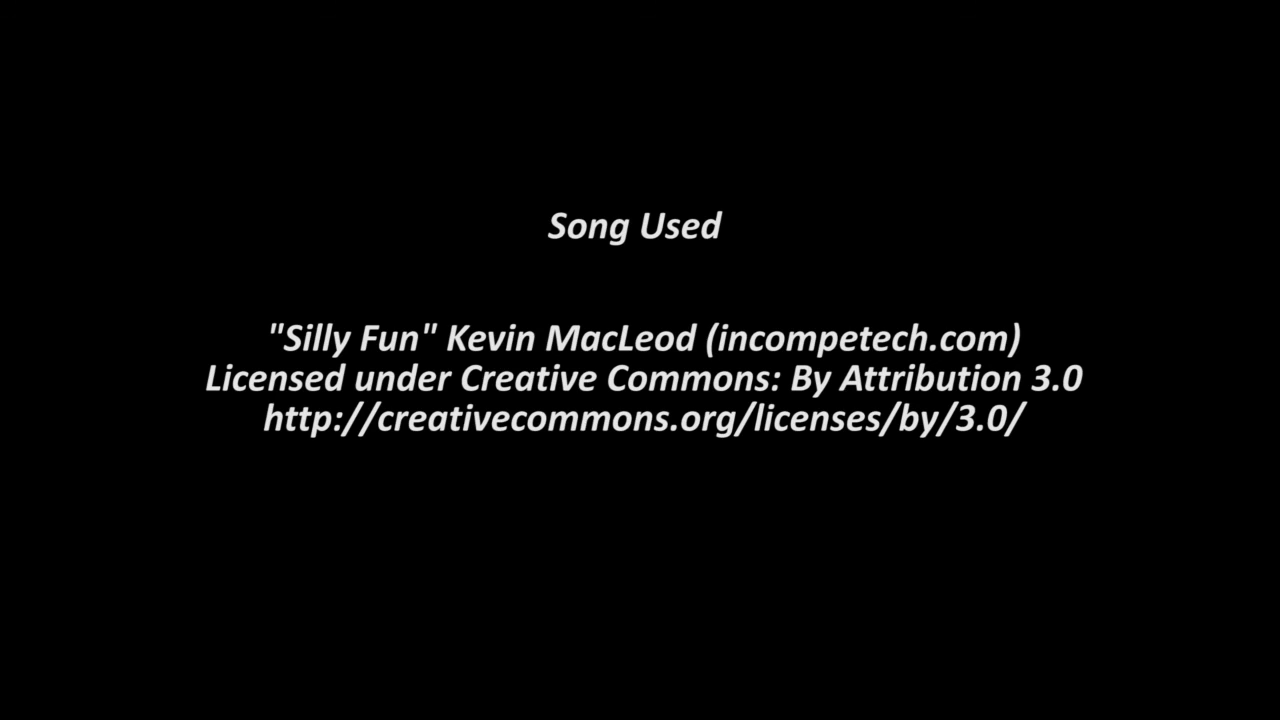 Song Used
"Silly Fun" Kevin MacLeod (incompetech.com)
Licensed under Creative Commons: By Attribution 3.0
http://creativecommons.org/licenses/by/3.0/